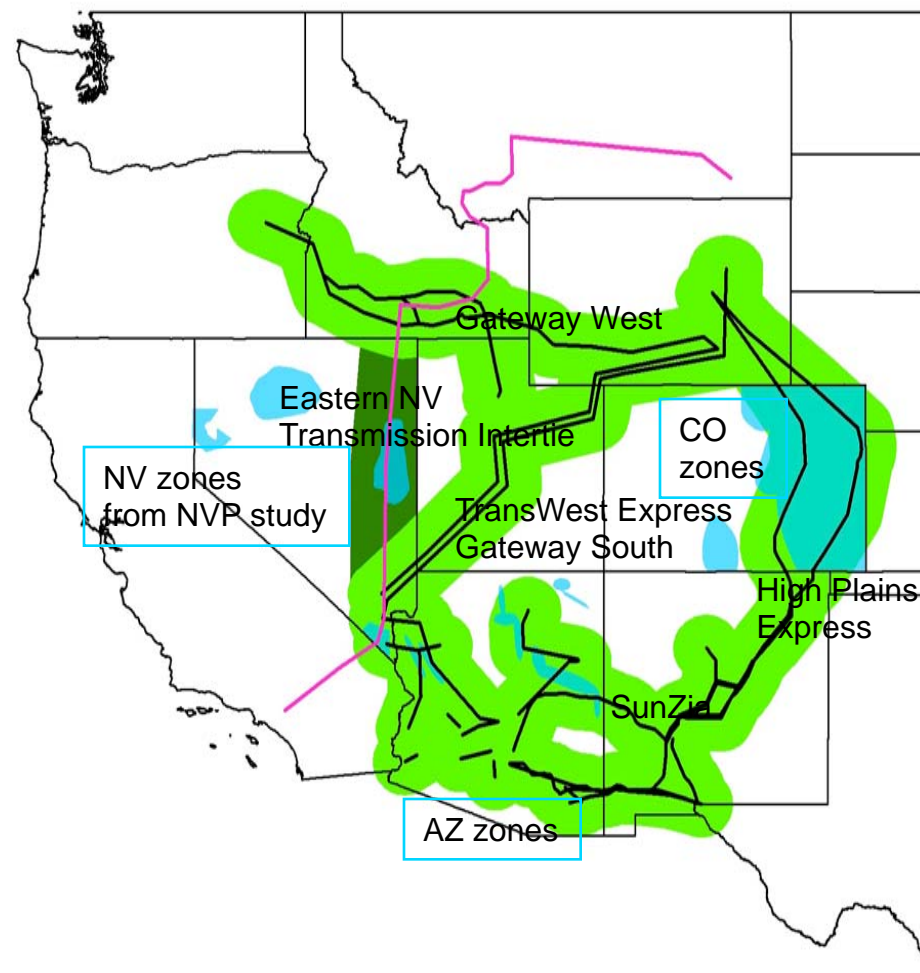 Gateway West
Eastern NV
Transmission Intertie
CO
zones
NV zones
from NVP study
TransWest Express
Gateway South
High Plains
Express
SunZia
AZ zones